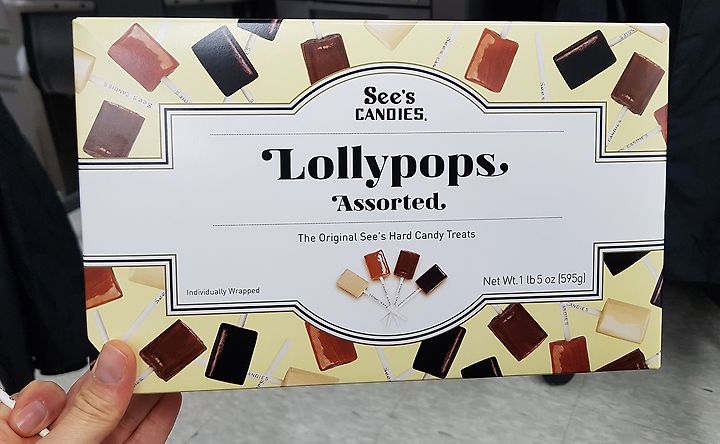 See's
CANDIES®
Lollypops
Assorted
The Original See's Hard Candy Treats
Individually Wrapped
Net Wt. 1 lb 5 oz (595g)